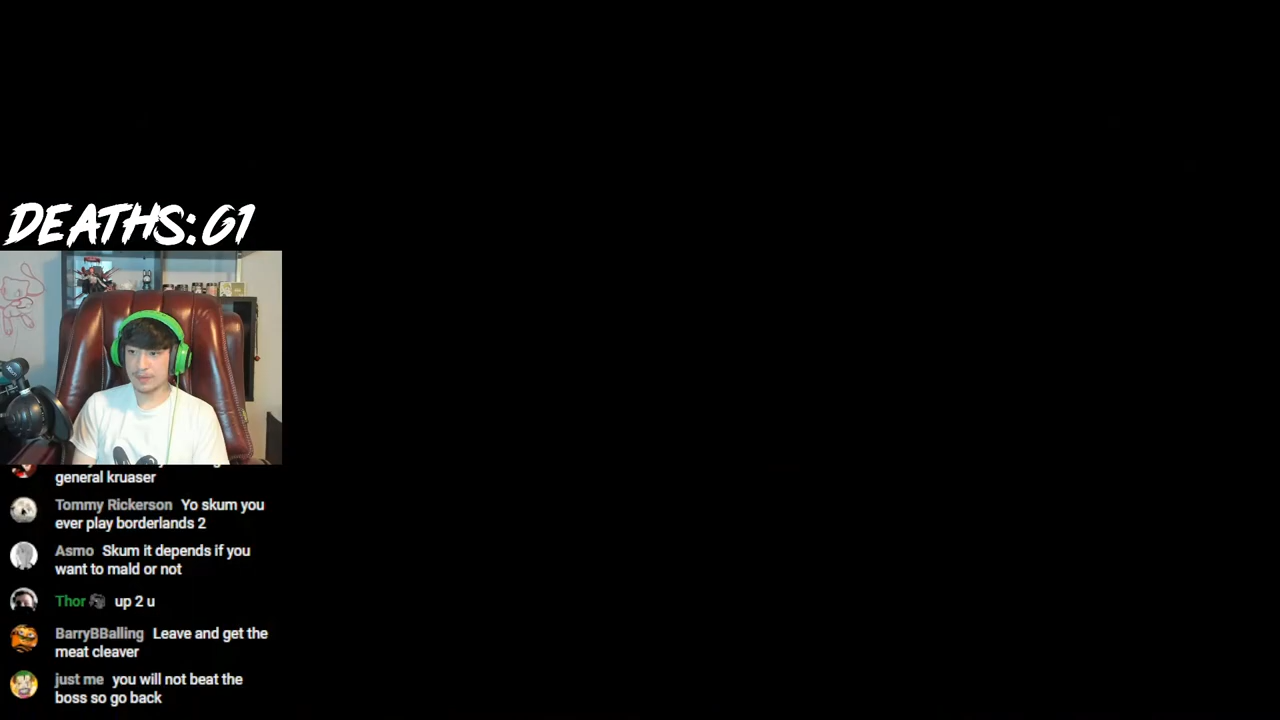 DEATHS:61
general kruaser
Tommy Rickerson Yo skum you
ever play borderlands 2
Asmo Skum it depends if you
want to mald or not
Thor up 2 u
BarryBBalling Leave and get the
meat cleaver
just me you will not beat the
boss so go back